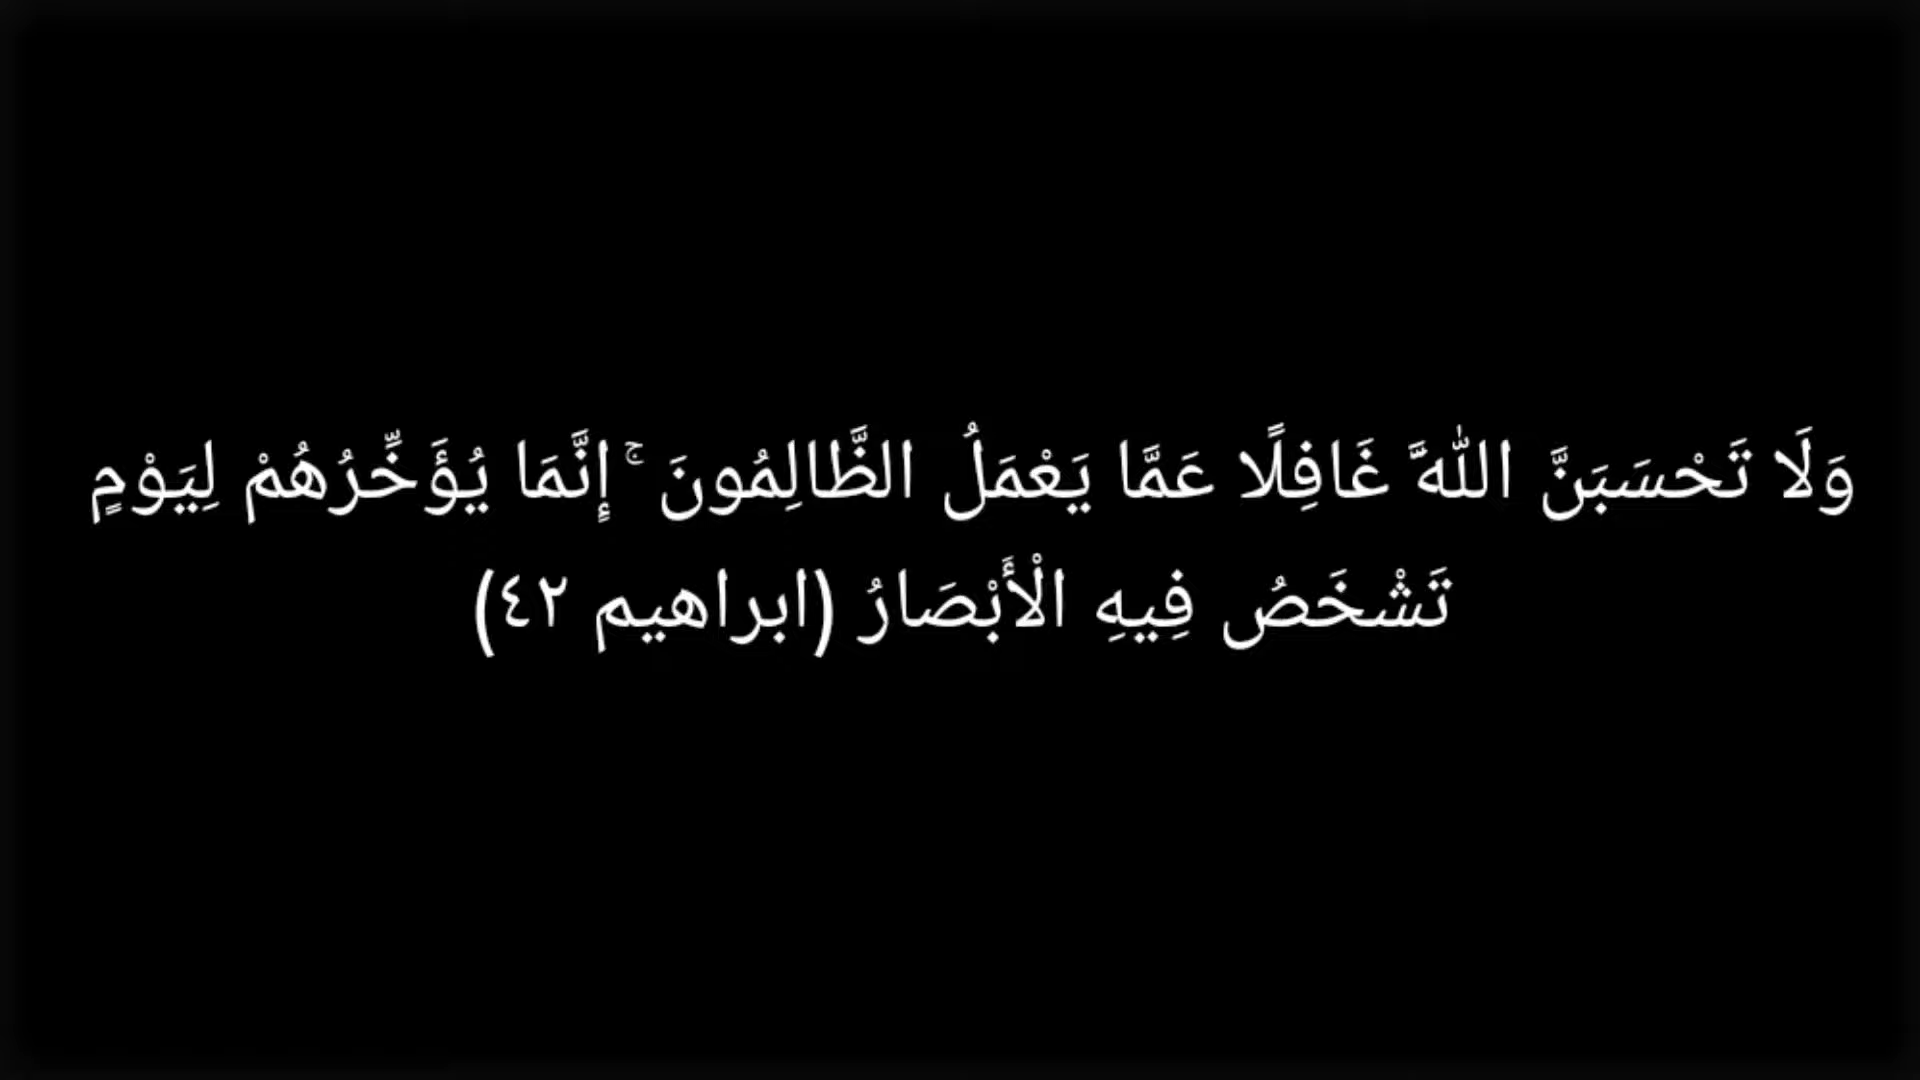 وَلَا تَحْسَبَنَّ اللَّهَ غَافِلًا عَمَّا يَعْمَلُ الظَّالِمُونَ ۚ إِنَّمَا يُؤَخِّرُهُمْ لِيَوْمٍ
تَشْخَصُ فِيهِ الْأَبْصَارُ (ابراهيم ٤٢)